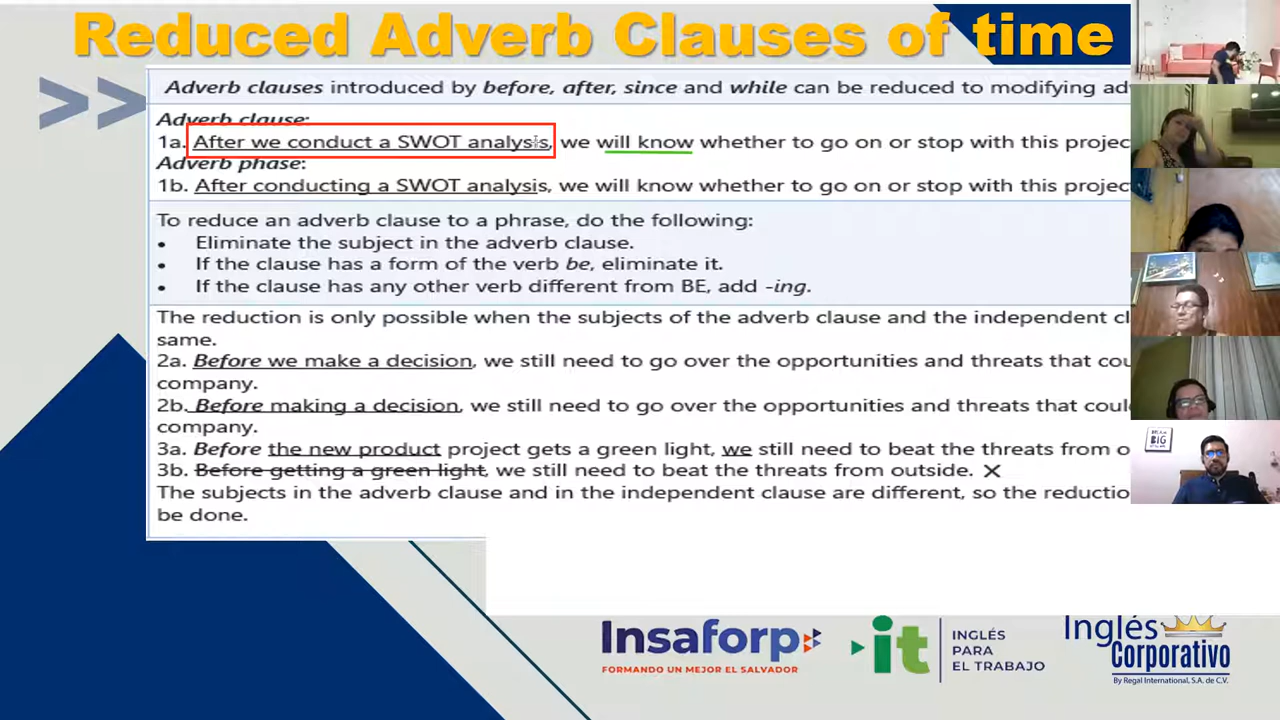 Reduced Adverb Clauses of time
Adverb clauses introduced by before, after, since and while can be reduced to modifying
Adverb clause:
1a. After we conduct a SWOT analysis, we will know whether to go on or stop with this
Adverb phase:
1b. After conducting a SWOT analysis, we will know whether to go on or stop with this
To reduce an adverb clause to a phrase, do the following:
• Eliminate the subject in the adverb clause.
• If the clause has a form of the verb be, eliminate it.
• If the clause has any other verb different from BE, add -ing.
The reduction is only possible when the subjects of the adverb clause and the independent
same.
2a. Before we make a decision, we still need to go over the opportunities and threats that
company.
2b. Before making a decision, we still need to go over the opportunities and threats that
company.
3a. Before the new product project gets a green light, we still need to beat the threats from
3b. Before getting a green light, we still need to beat the threats from outside. X
The subjects in the adverb clause and in the independent clause are different, so the
be done.
Insaforp
FORMANDO UN MEJOR EL SALVADOR
it
INGLÉS
PARA
EL TRABAJO
Inglés
Corporativo
By Regal International, S.A. de C.V.
BIG